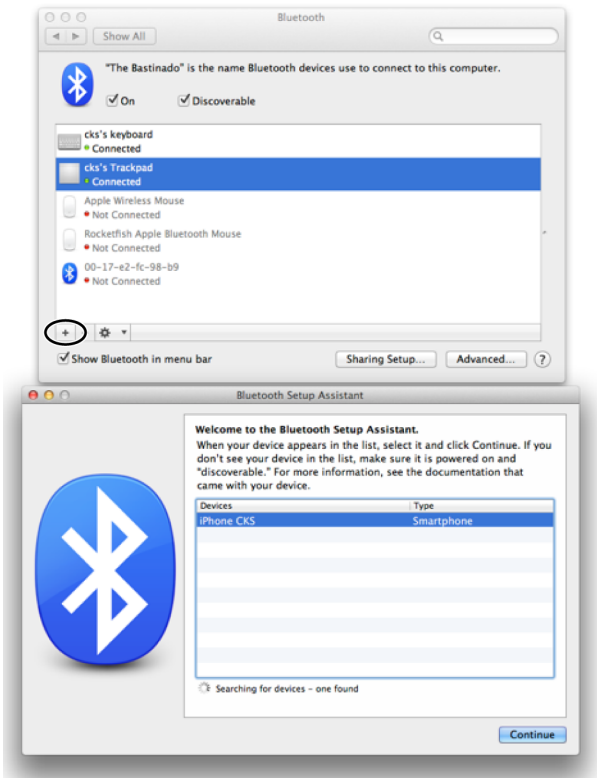 Bluetooth
Show All
"The Bastinado" is the name Bluetooth devices use to connect to this computer.
On Discoverable
cks's keyboard
Connected
cks's Trackpad
Connected
Apple Wireless Mouse
Not Connected
Rocketfish Apple Bluetooth Mouse
Not Connected
00-17-e2-fc-98-b9
Not Connected
+
Show Bluetooth in menu bar Sharing Setup... Advanced... ?
Bluetooth Setup Assistant
Welcome to the Bluetooth Setup Assistant.
When your device appears in the list, select it and click Continue. If you
don't see your device in the list, make sure it is powered on and
"discoverable." For more information, see the documentation that
came with your device.
Devices Type
iPhone CKS Smartphone
Searching for devices – one found
Continue